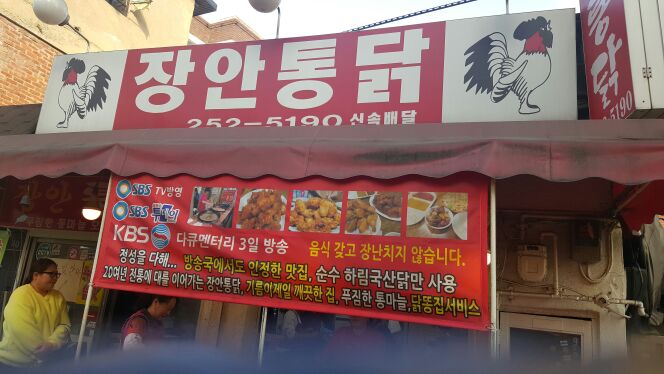 장안통닭
252-5190 신속배달
통닭
5190
장안
SBS TV방영
SBS
KBS 다큐멘터리 3일 방송
음식 갖고 장난치지 않습니다.
정성을 다해... 방송국에서도 인정한 맛집, 순수 하림국산닭만 사용
20여년 전통에 대를 이어가는 장안통닭, 기름이제일 깨끗한 집, 푸짐한 통마늘,닭똥집서비스